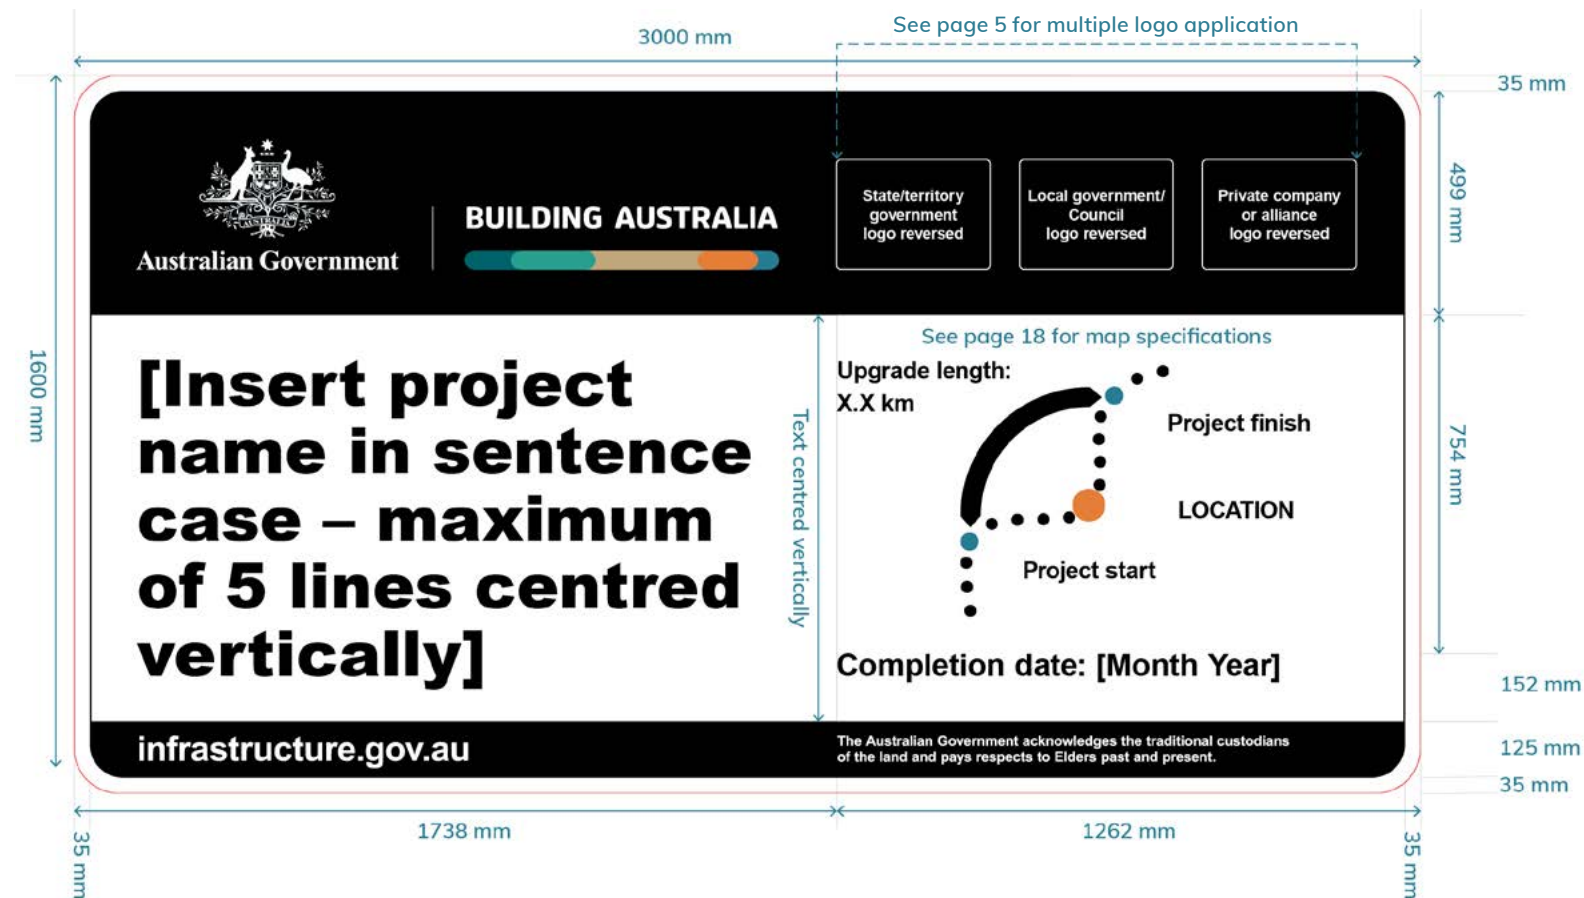 See page 5 for multiple logo application
3000 mm
35 mm
Australian Government
BUILDING AUSTRALIA
State/territory
government
logo reversed
Local government/
Council
logo reversed
Private company
or alliance
logo reversed
499 mm
1600 mm
[Insert project
name in sentence
case – maximum
of 5 lines centred
vertically]
Text centred vertically
See page 18 for map specifications
Upgrade length:
X.X km
Project finish
LOCATION
Project start
Completion date: [Month Year]
754 mm
152 mm
infrastructure.gov.au
The Australian Government acknowledges the traditional custodians
of the land and pays respects to Elders past and present.
125 mm
35 mm
1738 mm
1262 mm
35 mm
35 mm